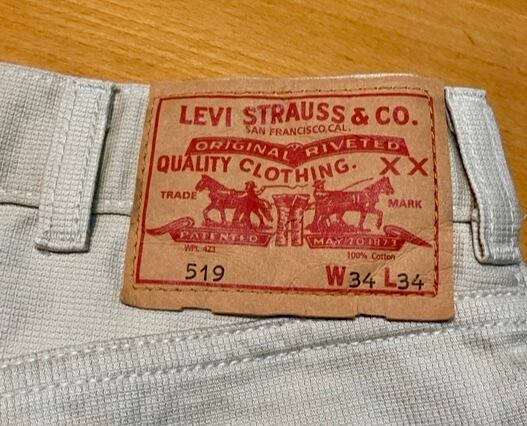 LEVI STRAUSS & CO.
SAN FRANCISCO, CAL.
ORIGINAL RIVETED
QUALITY CLOTHING. XX
TRADE MARK
PATENTED MAY 20 1873
WPL 423 100% Cotton
519 W34 L34